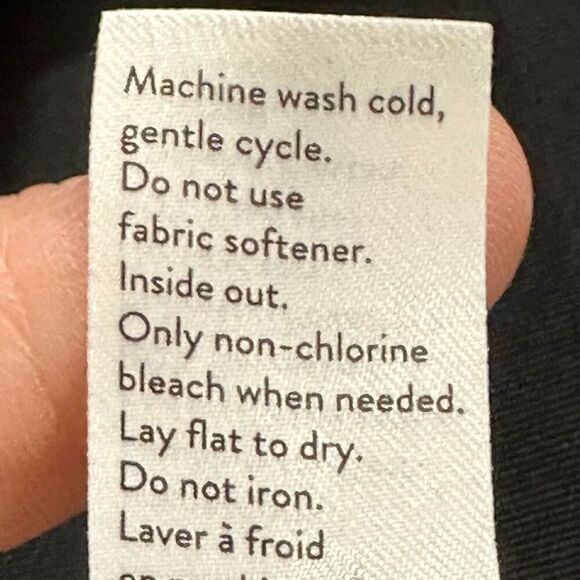 Machine wash cold,
gentle cycle.
Do not use
fabric softener.
Inside out.
Only non-chlorine
bleach when needed.
Lay flat to dry.
Do not iron.
Laver à froid